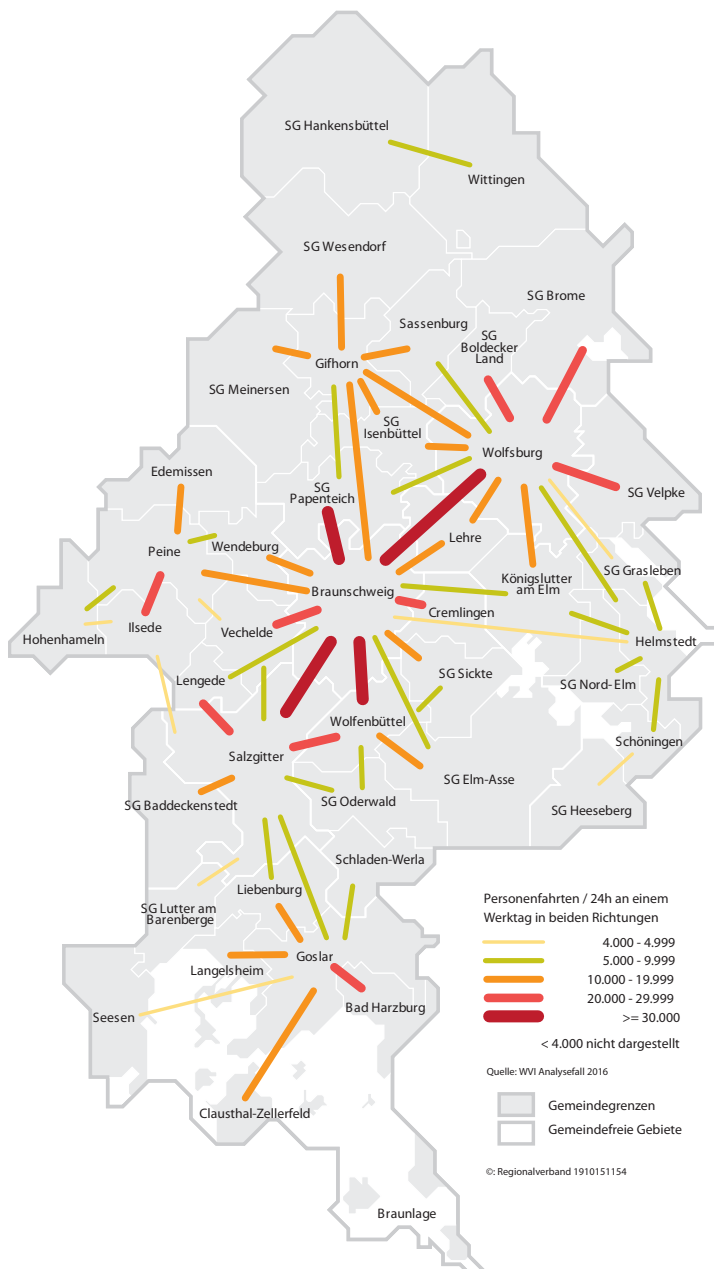 SG Hankensbüttel
Wittingen
SG Wesendorf
SG Brome
Sassenburg
SG
Boldecker
Land
Gifhorn
SG Meinersen
SG
Isenbüttel
Wolfsburg
Edemissen
SG
Papenteich
SG Velpke
Peine
Wendeburg
Lehre
SG Grasleben
Königslutter
am Elm
Braunschweig
Cremlingen
Hohenhameln
Ilsede
Vechelde
Helmstedt
Lengede
SG Sickte
SG Nord- Elm
Wolfenbüttel
Schöningen
Salzgitter
SG Elm-Asse
SG Baddeckenstedt
SG Oderwald
SG Heeseberg
Schladen-Werla
Liebenburg
SG Lutter am
Barenberge
Goslar
Langelsheim
Bad Harzburg
Seesen
Clausthal-Zellerfeld
Braunlage
Personenfahrten / 24h an einem
Werktag in beiden Richtungen
4.000 - 4.999
5.000 - 9.999
10.000 - 19.999
20.000 - 29.999
>= 30.000
< 4.000 nicht dargestellt
Quelle: WVI Analysefall 2016
Gemeindegrenzen
Gemeindefreie Gebiete
©: Regionalverband 1910151154